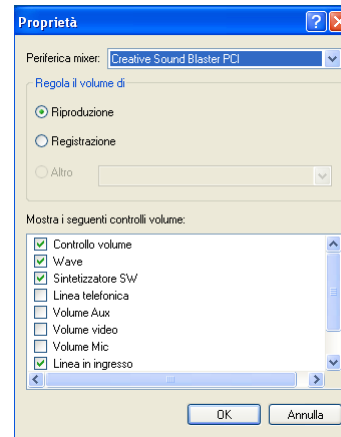 Proprietà
Periferica mixer: Creative Sound Blaster PCI
Regola il volume di
Riproduzione
Registrazione
Altro
Mostra i seguenti controlli volume:
Controllo volume
Wave
Sintetizzatore SW
Linea telefonica
Volume Aux
Volume video
Volume Mic
Linea in ingresso
OK Annulla